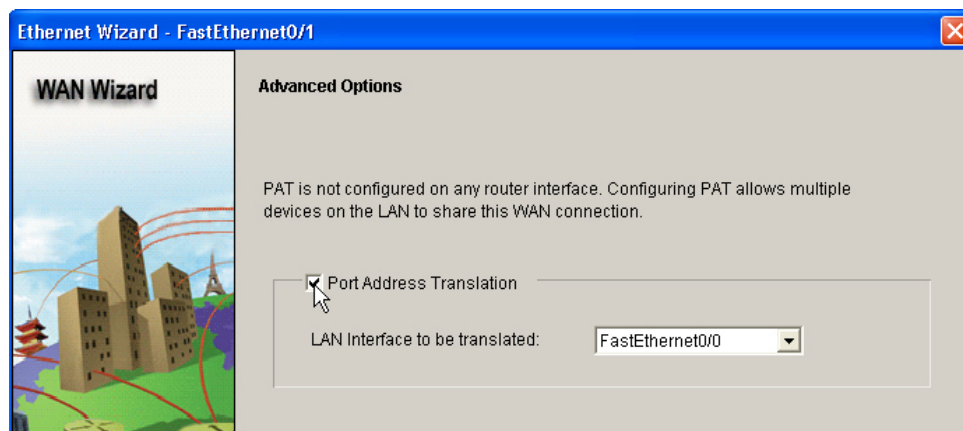 Ethernet Wizard - FastEthernet0/1
WAN Wizard
Advanced Options
PAT is not configured on any router interface. Configuring PAT allows multiple
devices on the LAN to share this WAN connection.
Port Address Translation
LAN Interface to be translated:
FastEthernet0/0